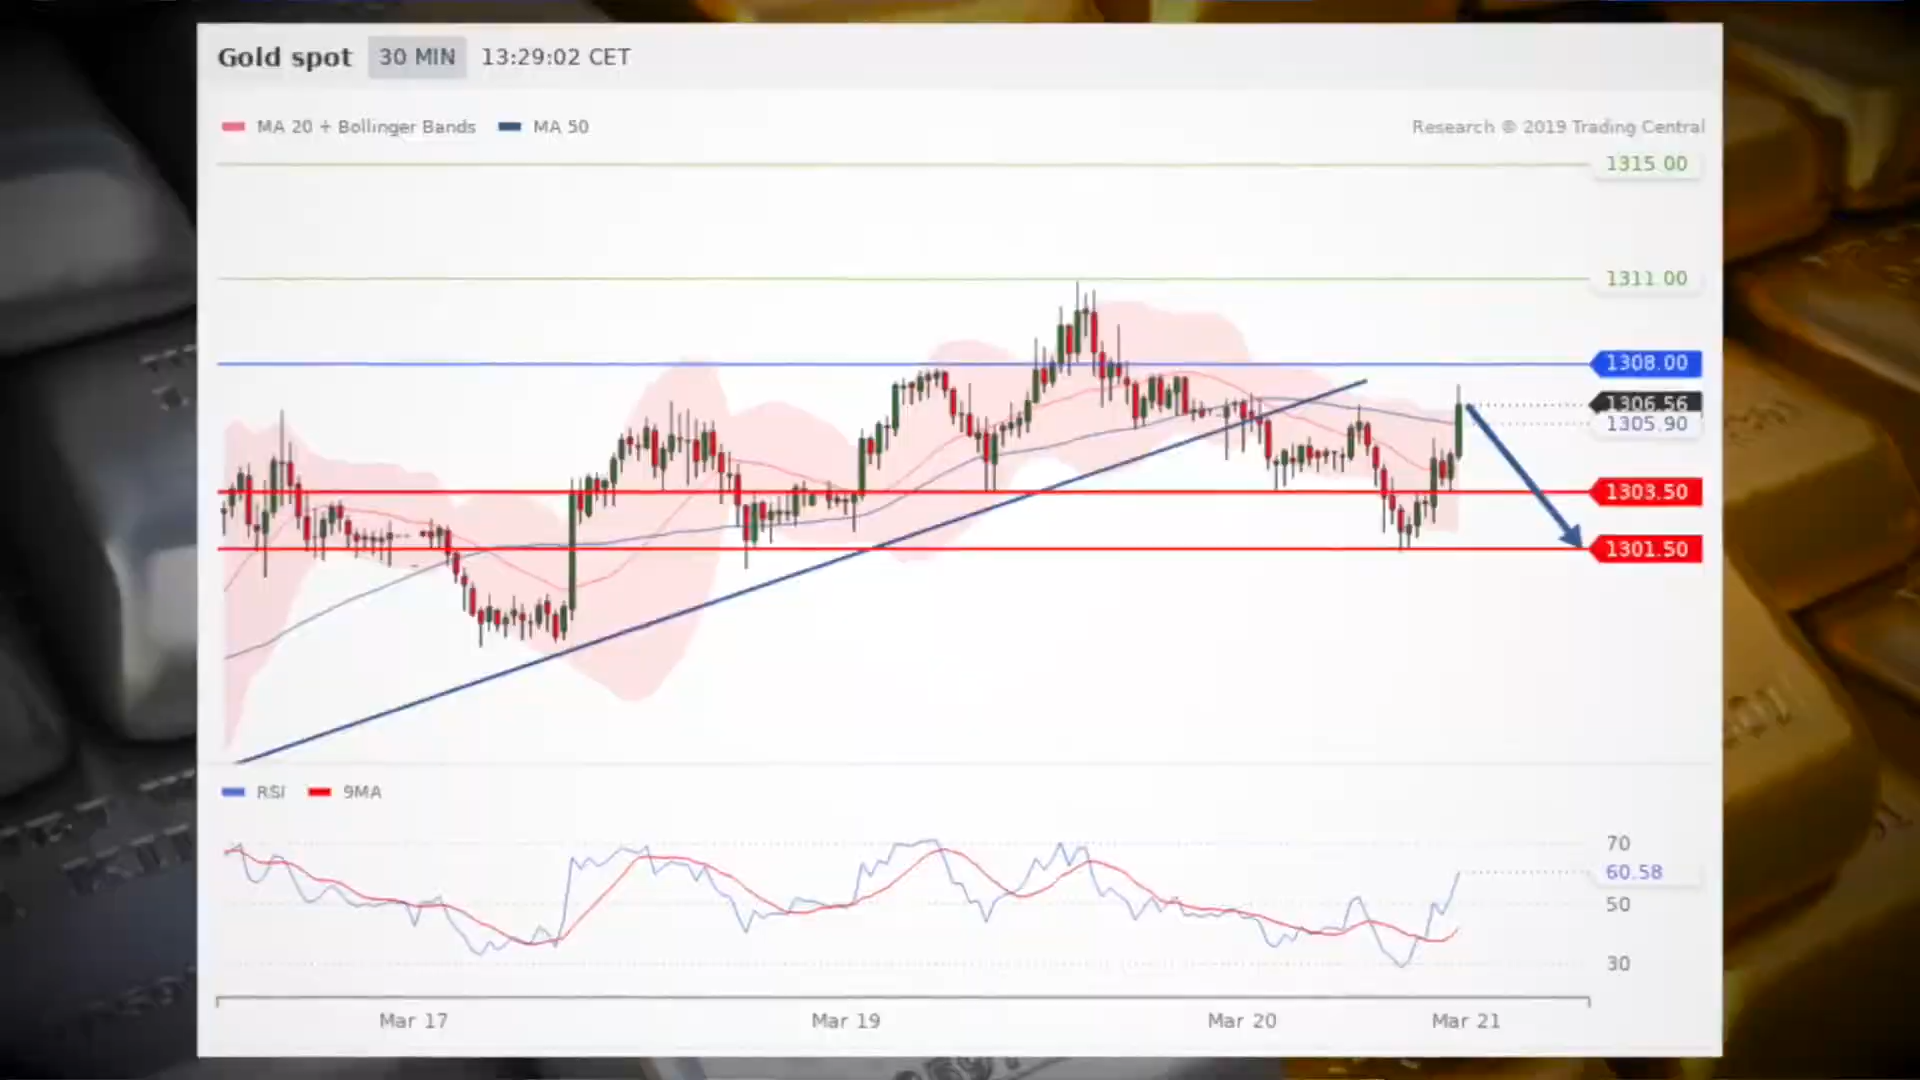 Gold spot 30 MIN 13:29:02 CET
MA 20 + Bollinger Bands MA 50 Research © 2019 Trading Central
1315.00
1311.00
1308.00
1306.56
1305.90
1303.50
1301.50
RSI 9MA
70
60.58
50
30
Mar 17 Mar 19 Mar 20 Mar 21